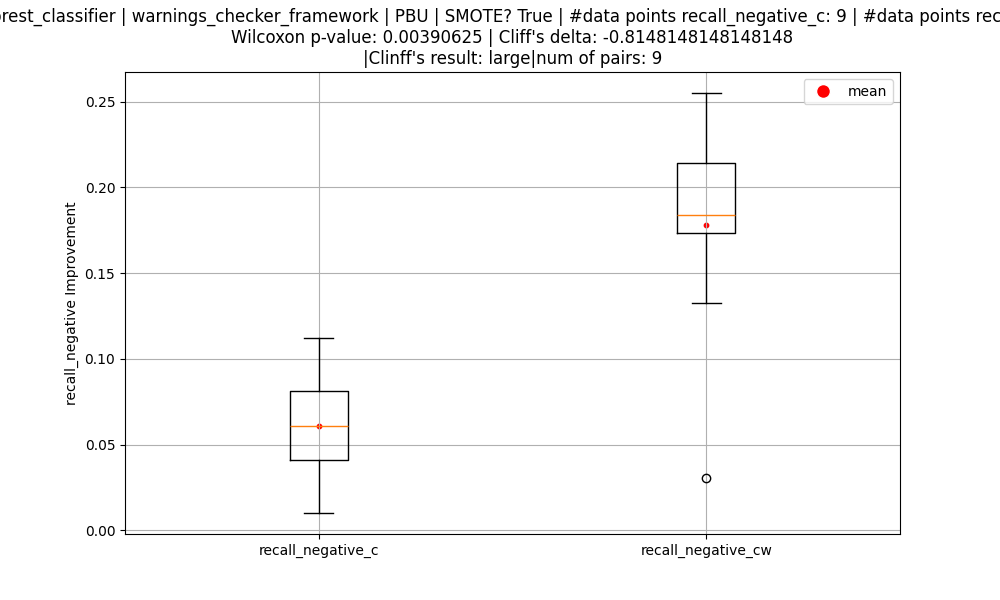 orest_classifier | warnings_checker_framework | PBU | SMOTE? True | #data points recall_negative_c: 9 | #data points rec
Wilcoxon p-value: 0.00390625 | Cliff's delta: -0.8148148148148148
|Clinff's result: large|num of pairs: 9
mean
0.25
0.20
0.15
0.10
0.05
0.00
recall_negative Improvement
recall_negative_c
recall_negative_cw